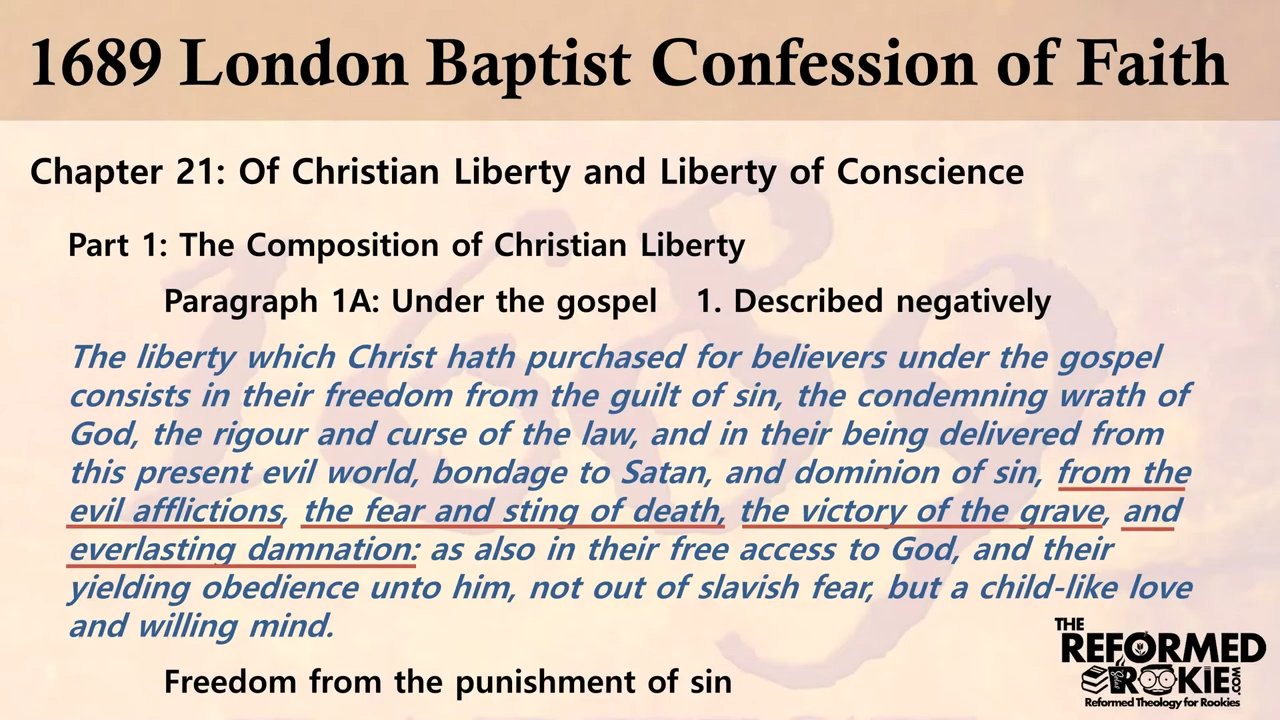 1689 London Baptist Confession of Faith
Chapter 21: Of Christian Liberty and Liberty of Conscience
Part 1: The Composition of Christian Liberty
Paragraph 1A: Under the gospel 1. Described negatively
The liberty which Christ hath purchased for believers under the gospel
consists in their freedom from the guilt of sin, the condemning wrath of
God, the rigour and curse of the law, and in their being delivered from
this present evil world, bondage to Satan, and dominion of sin, from the
evil afflictions, the fear and sting of death, the victory of the grave, and
everlasting damnation: as also in their free access to God, and their
yielding obedience unto him, not out of slavish fear, but a child-like love
and willing mind.
Freedom from the punishment of sin
THE
REFORMED
ROOKIE.COM
Reformed Theology for Rookies
1689